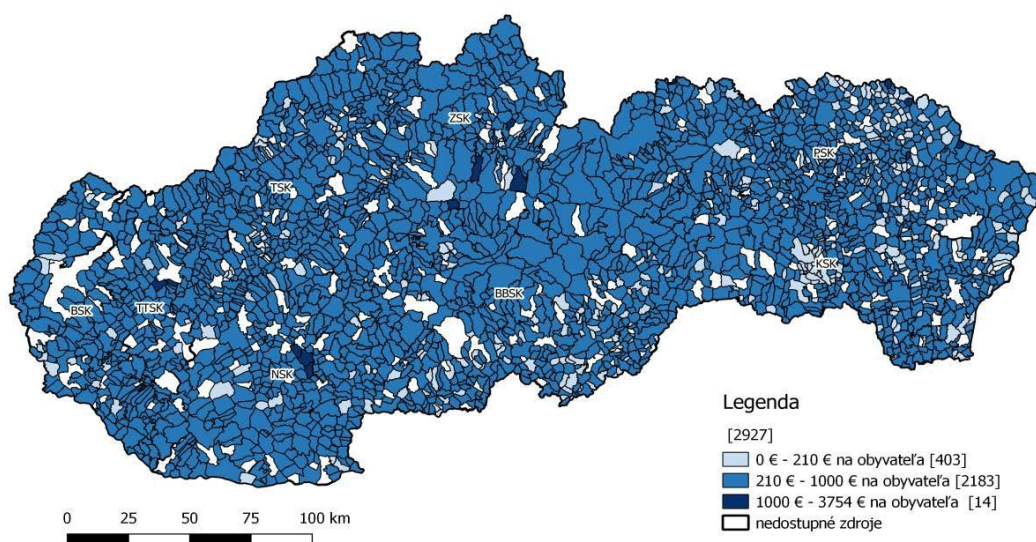 ZSK
PSK
TSK
KSK
BBSK
BSK
TTSK
NSK
Legenda
[2927]
0 € - 210 € na obyvateľa [403]
210 € - 1000 € na obyvateľa [2183]
1000 € - 3754 € na obyvateľa [14]
nedostupné zdroje
0 25 50 75 100 km